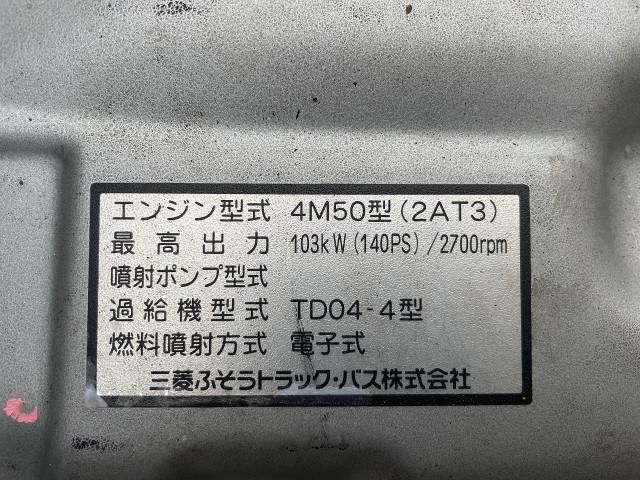 エンジン型式 4M50型(2AT3)
最高出力 103kW(140PS)/2700rpm
噴射ポンプ型式
過給機型式 TD04-4型
燃料噴射方式 電子式
三菱ふそうトラック・バス株式会社